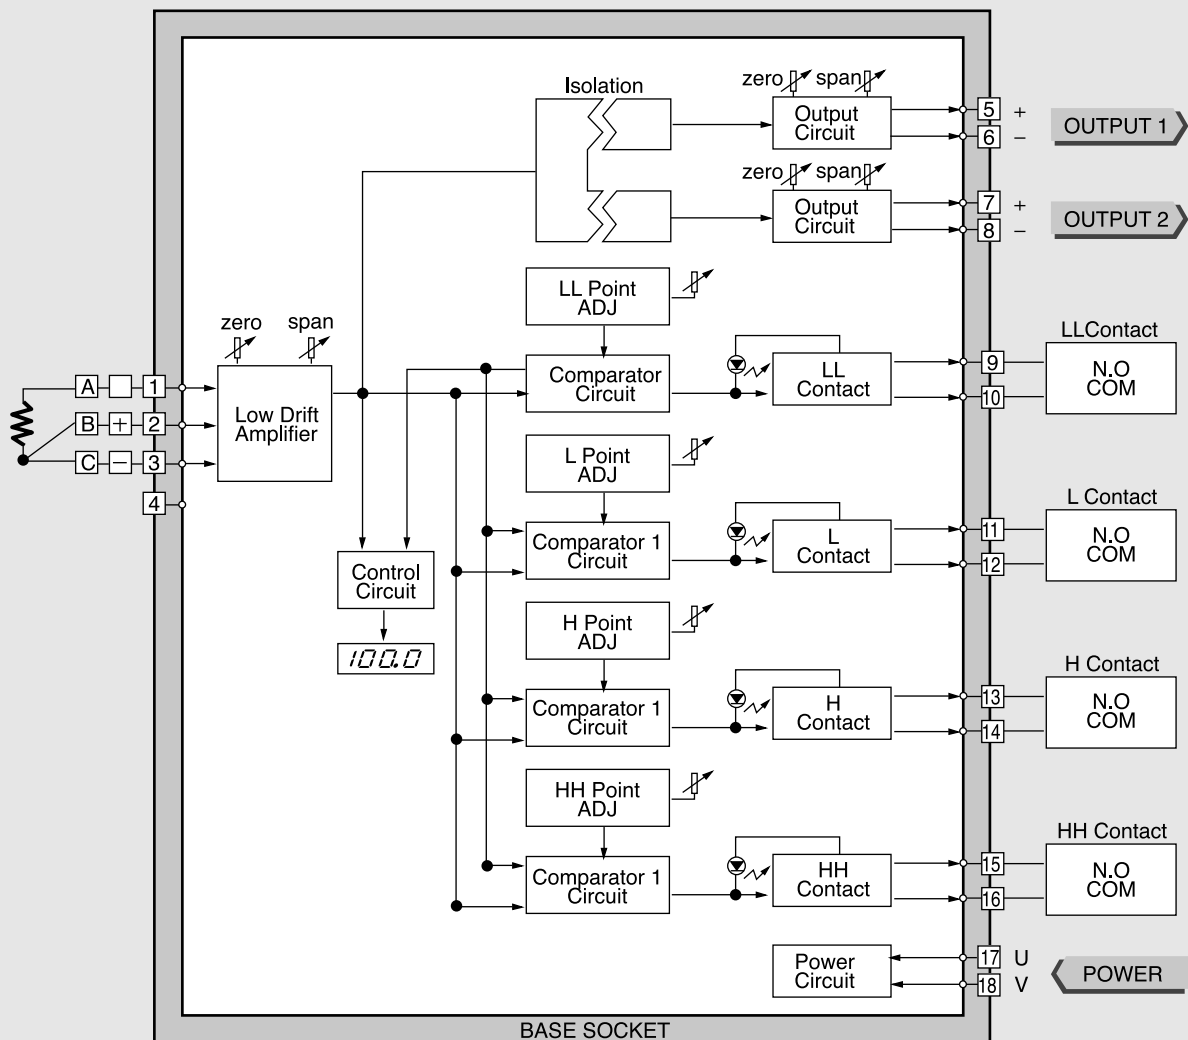 Isolation
zero span
Output
Circuit
5 +
6 −
OUTPUT 1
zero span
Output
Circuit
7 +
8 −
OUTPUT 2
LL Point
ADJ
zero span
Low Drift
Amplifier
A 1
B + 2
C − 3
4
Comparator
Circuit
LL
Contact
9
10
LLContact
N.O
COM
L Point
ADJ
Comparator 1
Circuit
L
Contact
11
12
L Contact
N.O
COM
Control
Circuit
100.0
H Point
ADJ
Comparator 1
Circuit
H
Contact
13
14
H Contact
N.O
COM
HH Point
ADJ
Comparator 1
Circuit
HH
Contact
15
16
HH Contact
N.O
COM
Power
Circuit
17 U
18 V
POWER
BASE SOCKET